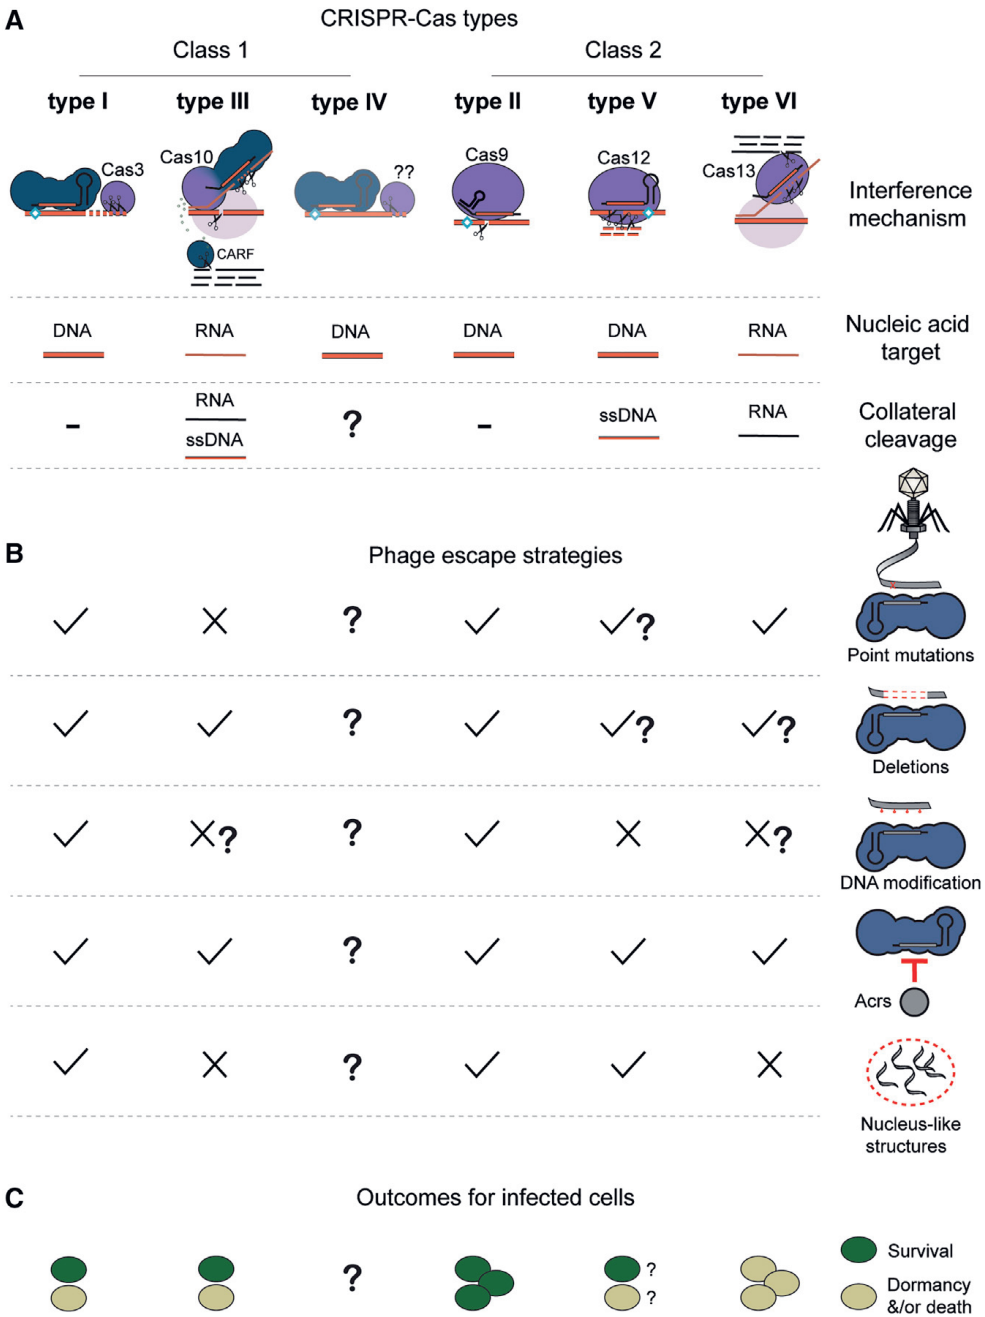 A
CRISPR-Cas types
Class 1
Class 2
type I
type III
type IV
type II
type V
type VI
Cas3
Cas10
CARF
??
Cas9
Cas12
Cas13
Interference
mechanism
DNA
RNA
DNA
DNA
DNA
RNA
Nucleic acid
target
-
RNA
ssDNA
?
-
ssDNA
RNA
Collateral
cleavage
B
Phage escape strategies
✓ ✗ ? ✓ ✓? ✓
Point mutations
✓ ✓ ? ✓ ✓? ✓?
Deletions
✓ ✗? ? ✓ ✗ ✗?
DNA modification
✓ ✓ ? ✓ ✓ ✓
Acrs
✓ ✗ ? ✓ ✓ ✗
Nucleus-like
structures
C
Outcomes for infected cells
?
?
?
Survival
Dormancy
&/or death